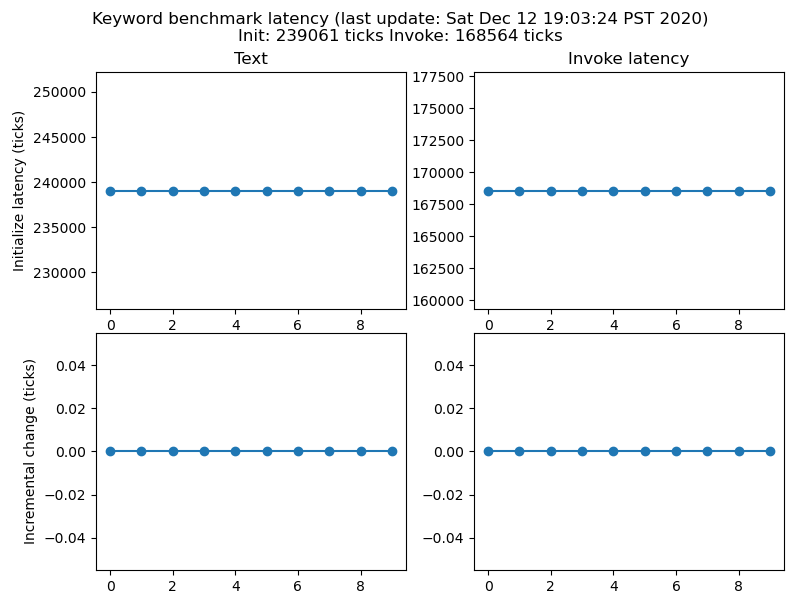 Keyword benchmark latency (last update: Sat Dec 12 19:03:24 PST 2020)
Init: 239061 ticks Invoke: 168564 ticks
Text
Initialize latency (ticks)
250000
245000
240000
235000
230000
0 2 4 6 8
Invoke latency
177500
175000
172500
170000
167500
165000
162500
160000
0 2 4 6 8
Incremental change (ticks)
0.04
0.02
0.00
−0.02
−0.04
0 2 4 6 8
0.04
0.02
0.00
−0.02
−0.04
0 2 4 6 8